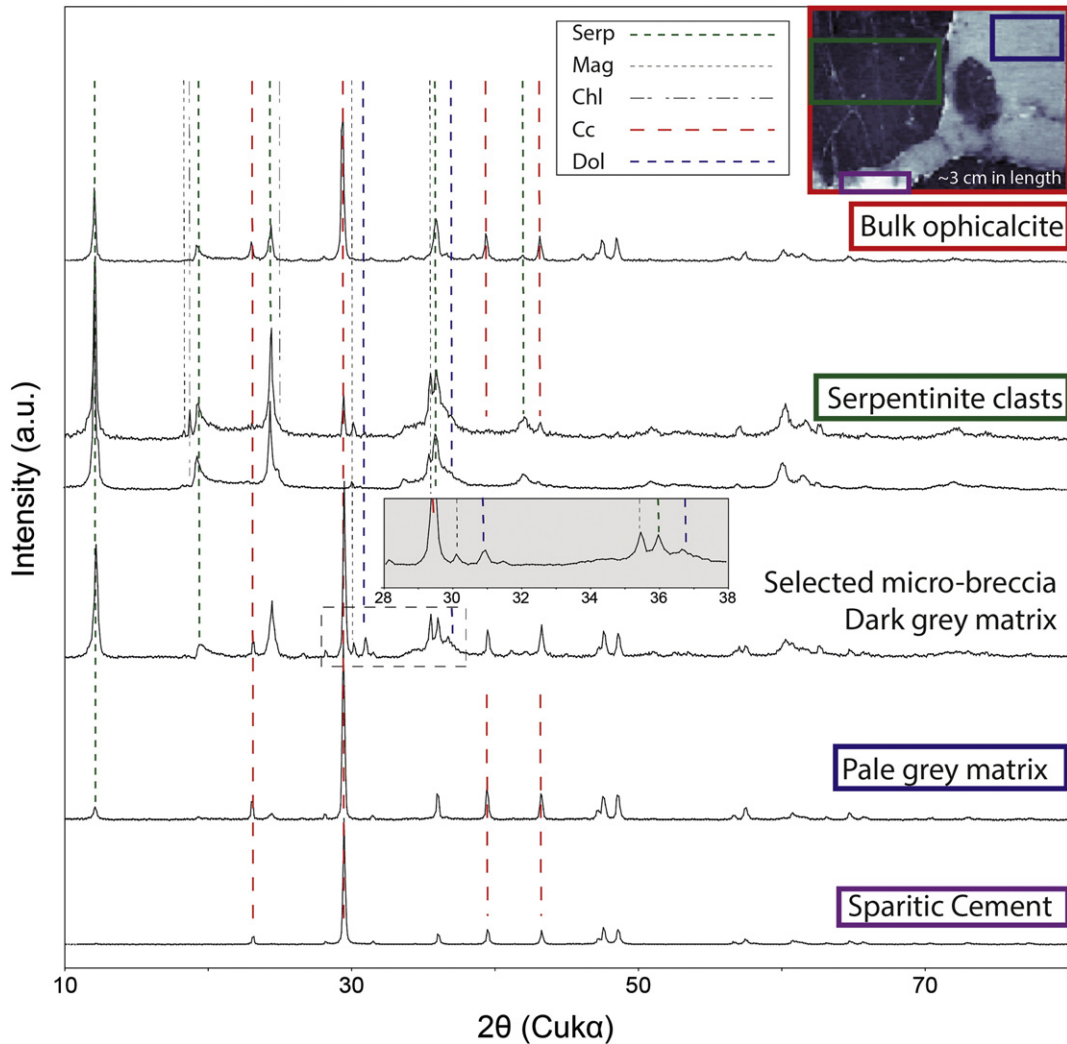 Serp
Mag
Chl
Cc
Dol
~3 cm in length
Bulk ophicalcite
Serpentinite clasts
28 30 32 34 36 38
Selected micro-breccia
Dark grey matrix
Pale grey matrix
Sparitic Cement
Intensity (a.u.)
10 30 50 70
2θ (Cukα)